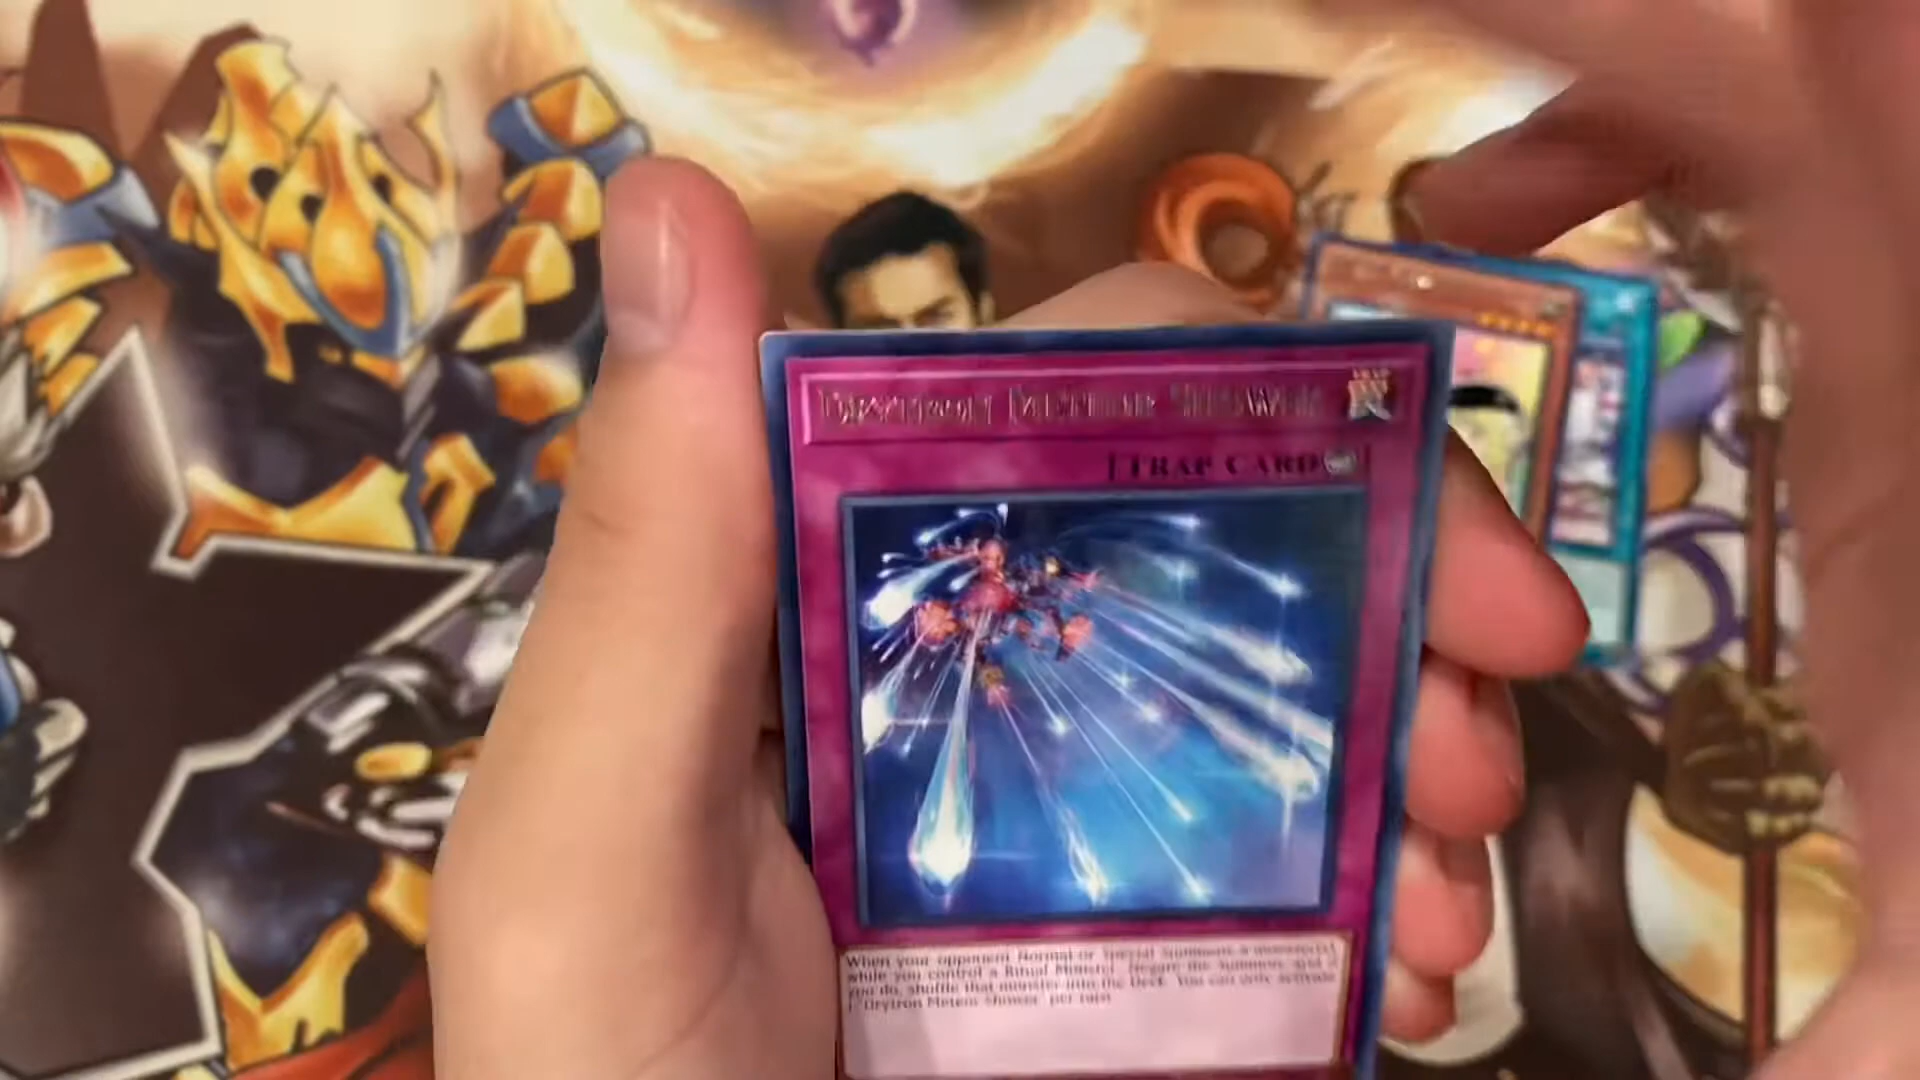 Drytron Meteor Shower
[TRAP CARD
When your opponent Normal or Special Summons a monster(s),
while you control a Ritual Monster: Negate the Summon, and if
you do, shuffle that monster into the Deck. You can only activate
1 "Drytron Meteor Shower" per turn.